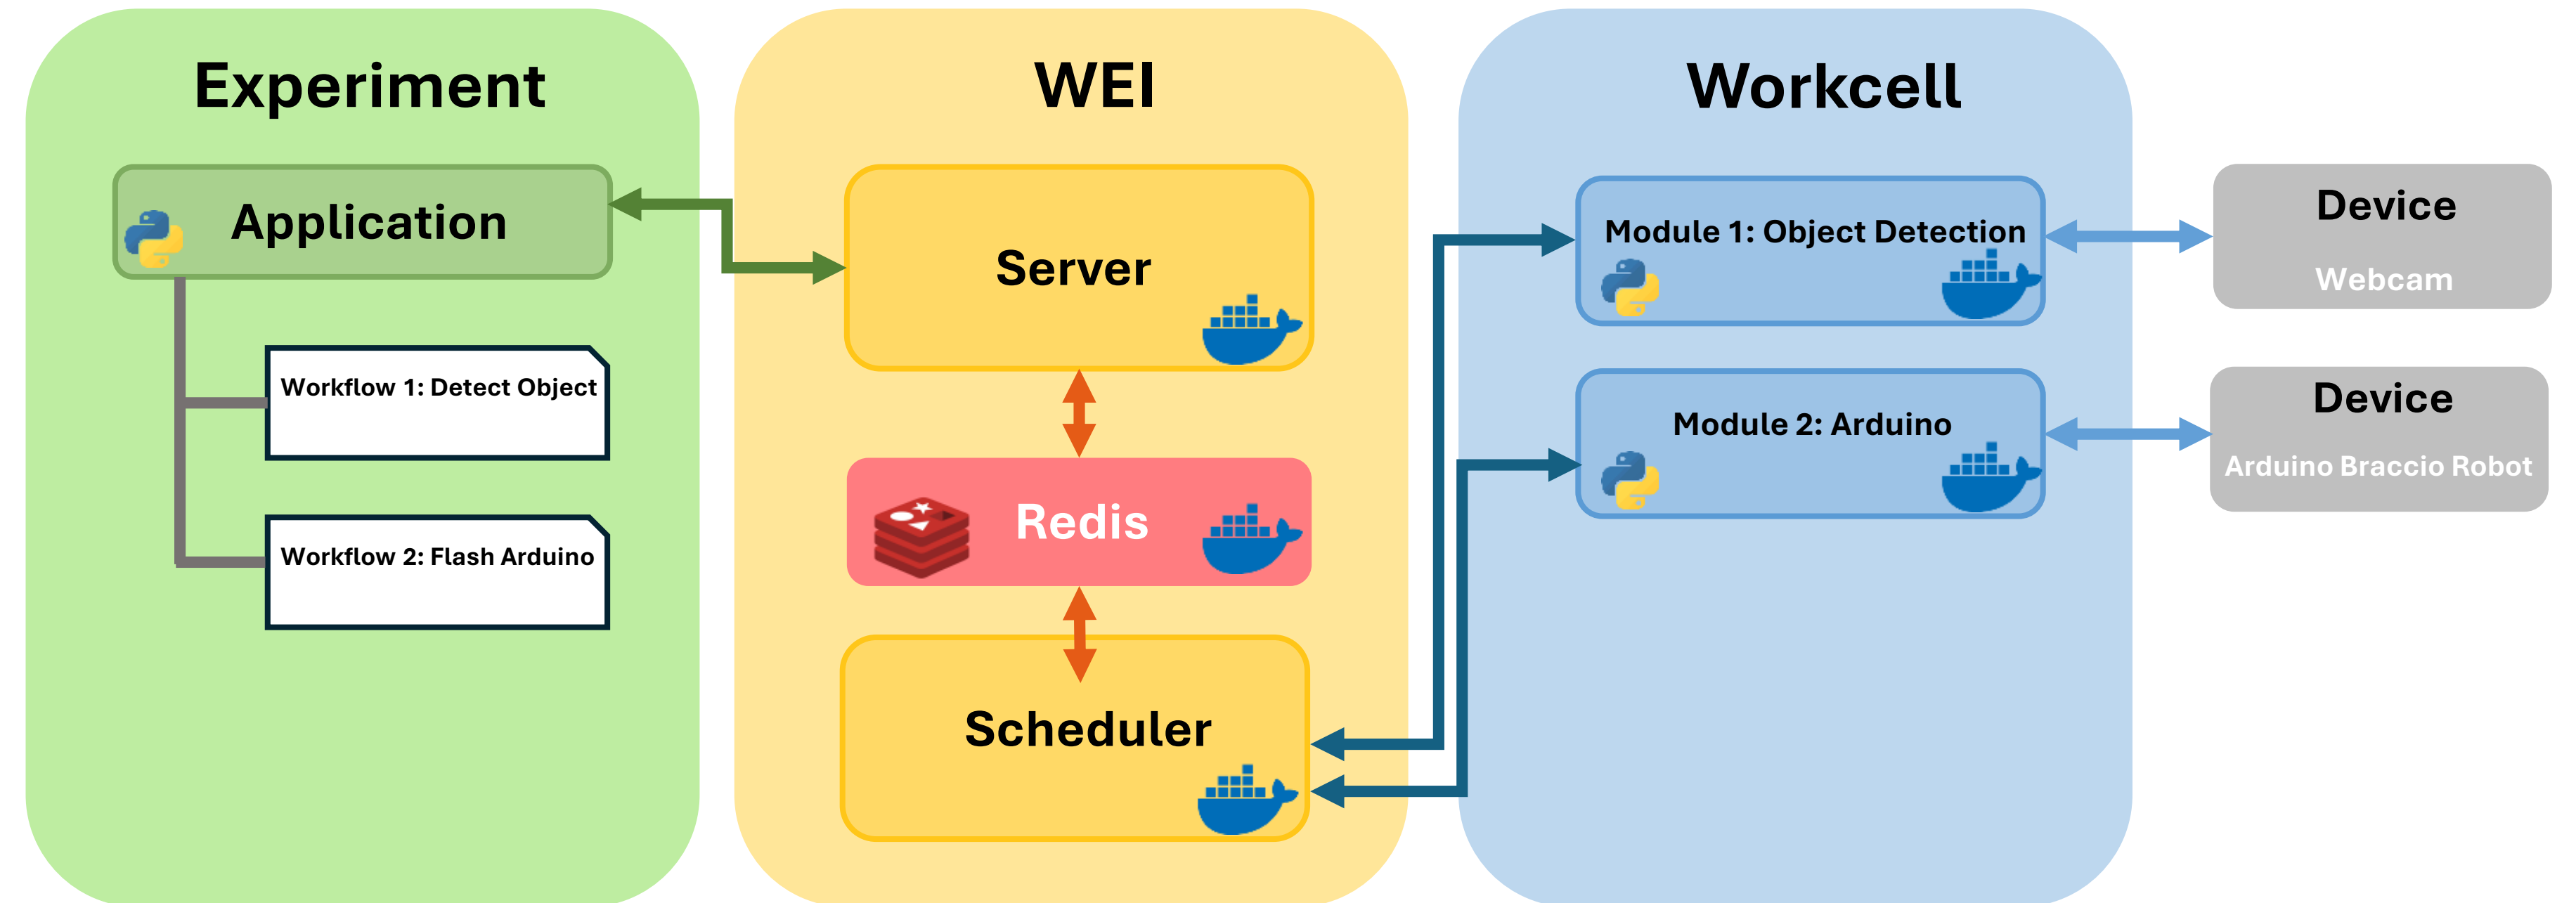 Experiment
Application
Workflow 1: Detect Object
Workflow 2: Flash Arduino
WEI
Server
Redis
Scheduler
Workcell
Module 1: Object Detection
Module 2: Arduino
Device
Webcam
Device
Arduino Braccio Robot